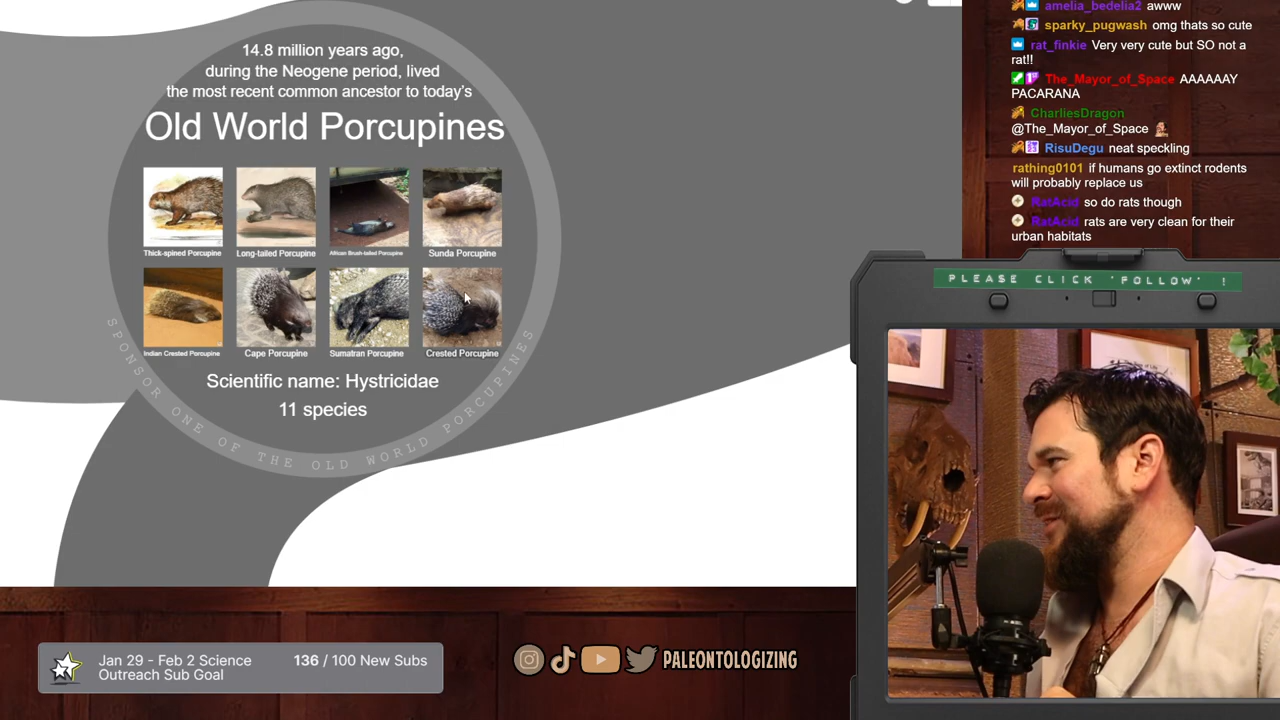 14.8 million years ago,
during the Neogene period, lived
the most recent common ancestor to today's
Old World Porcupines
Thick-spined Porcupine
Long-tailed Porcupine
African Brush-tailed Porcupine
Sunda Porcupine
Indian Crested Porcupine
Cape Porcupine
Sumatran Porcupine
Crested Porcupine
Scientific name: Hystricidae
11 species
SPONSOR ONE OF THE OLD WORLD PORCUPINES
amelia_bedelia2 awww
sparky_pugwash omg thats so cute
rat_finkie Very very cute but SO not a
rat!!
The_Mayor_of_Space AAAAAAY
PACARANA
CharliesDragon
@The_Mayor_of_Space
RisuDegu neat speckling
rathing0101 if humans go extinct rodents
will probably replace us
RatAcid so do rats though
RatAcid rats are very clean for their
urban habitats
PLEASE CLICK "FOLLOW" !
Jan 29 - Feb 2 Science
Outreach Sub Goal
136 / 100 New Subs
PALEONTOLOGIZING